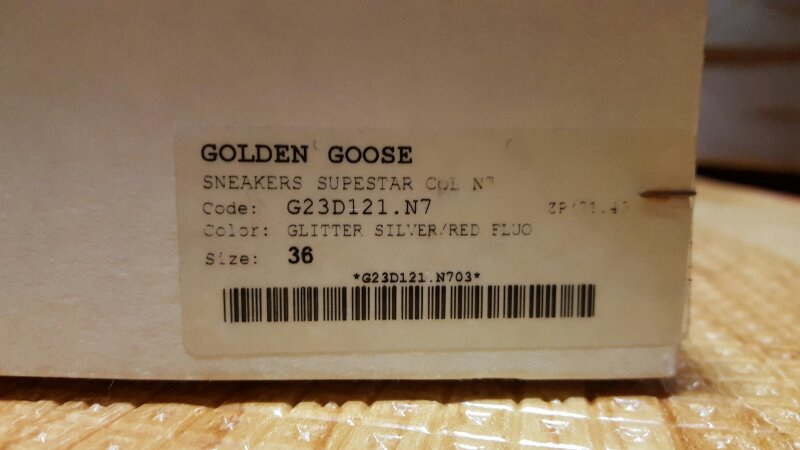 GOLDEN GOOSE
SNEAKERS SUPESTAR COL N7
Code: G23D121.N7
Color: GLITTER SILVER/RED FLUO
Size: 36
*G23D121.N703*